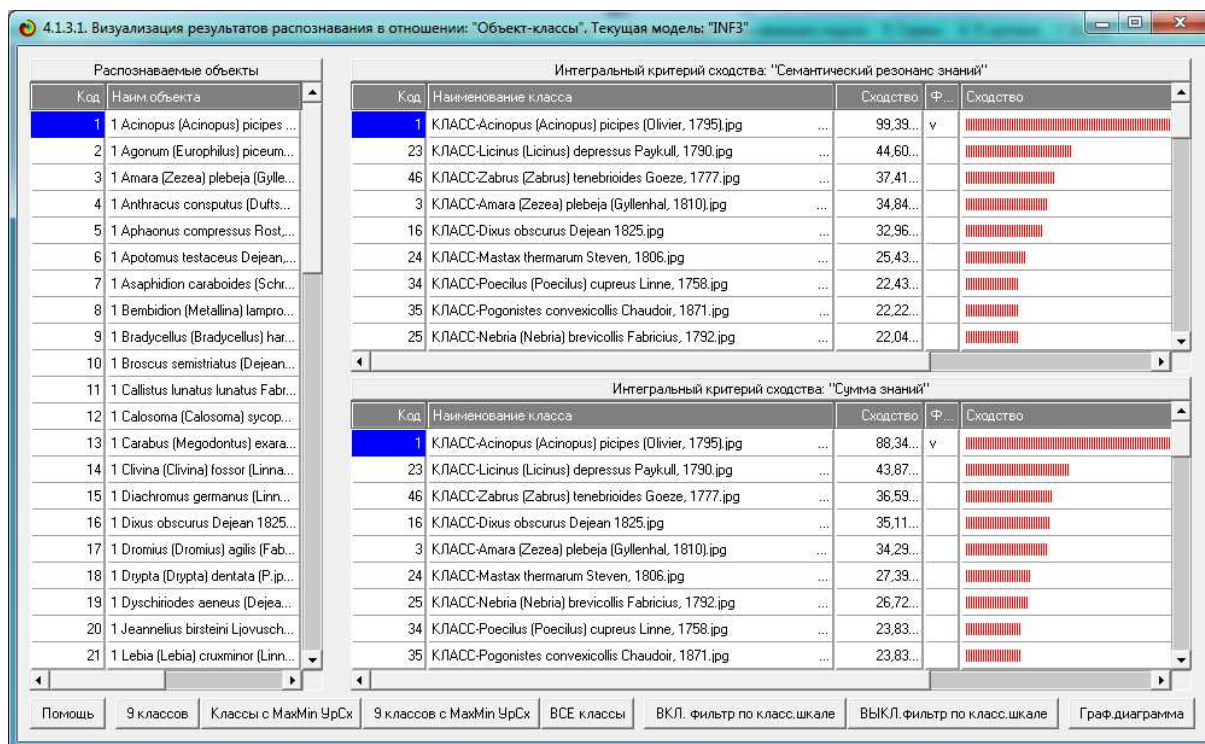 4.1.3.1. Визуализация результатов распознавания в отношении: "Объект-классы". Текущая модель: "INF3"
Распознаваемые объекты
Код Наим.объекта
1 1 Acinopus (Acinopus) picipes ...
2 1 Agonum (Europhilus) piceum...
3 1 Amara (Zezea) plebeja (Gylle...
4 1 Anthracus consputus (Dufts...
5 1 Aphaonus compressus Rost,...
6 1 Apotomus testaceus Dejean,...
7 1 Asaphidion caraboides (Schr...
8 1 Bembidion (Metallina) lampro...
9 1 Bradycellus (Bradycellus) har...
10 1 Broscus semistriatus (Dejean...
11 1 Callistus lunatus lunatus Fabr...
12 1 Calosoma (Calosoma) sycop...
13 1 Carabus (Megodontus) exara...
14 1 Clivina (Clivina) fossor (Linna...
15 1 Diachromus germanus (Linn...
16 1 Dixus obscurus Dejean 1825...
17 1 Dromius (Dromius) agilis (Fab...
18 1 Drypta (Drypta) dentata (P.jp...
19 1 Dyschiriodes aeneus (Dejea...
20 1 Jeannelius birsteini Ljovusch...
21 1 Lebia (Lebia) cruxminor (Linn...
Интегральный критерий сходства: "Семантический резонанс знаний"
Код Наименование класса Сходство Ф... Сходство
1 КЛАСС-Acinopus (Acinopus) picipes (Olivier, 1795).jpg ... 99,39... v
23 КЛАСС-Licinus (Licinus) depressus Paykull, 1790.jpg ... 44,60...
46 КЛАСС-Zabrus (Zabrus) tenebrioides Goeze, 1777.jpg ... 37,41...
3 КЛАСС-Amara (Zezea) plebeja (Gyllenhal, 1810).jpg ... 34,84...
16 КЛАСС-Dixus obscurus Dejean 1825.jpg ... 32,96...
24 КЛАСС-Mastax thermarum Steven, 1806.jpg ... 25,43...
34 КЛАСС-Poecilus (Poecilus) cupreus Linne, 1758.jpg ... 22,43...
35 КЛАСС-Pogonistes convexicollis Chaudoir, 1871.jpg ... 22,22...
25 КЛАСС-Nebria (Nebria) brevicollis Fabricius, 1792.jpg ... 22,04...
Интегральный критерий сходства: "Сумма знаний"
Код Наименование класса Сходство Ф... Сходство
1 КЛАСС-Acinopus (Acinopus) picipes (Olivier, 1795).jpg ... 88,34... v
23 КЛАСС-Licinus (Licinus) depressus Paykull, 1790.jpg ... 43,87...
46 КЛАСС-Zabrus (Zabrus) tenebrioides Goeze, 1777.jpg ... 36,59...
16 КЛАСС-Dixus obscurus Dejean 1825.jpg ... 35,11...
3 КЛАСС-Amara (Zezea) plebeja (Gyllenhal, 1810).jpg ... 34,29...
24 КЛАСС-Mastax thermarum Steven, 1806.jpg ... 27,39...
25 КЛАСС-Nebria (Nebria) brevicollis Fabricius, 1792.jpg ... 26,72...
34 КЛАСС-Poecilus (Poecilus) cupreus Linne, 1758.jpg ... 23,83...
35 КЛАСС-Pogonistes convexicollis Chaudoir, 1871.jpg ... 23,83...
Помощь 9 классов Классы с MaxMin УрСх 9 классов с MaxMin УрСх ВСЕ классы ВКЛ. фильтр по класс.шкале ВЫКЛ.фильтр по класс.шкале Граф.диаграмма